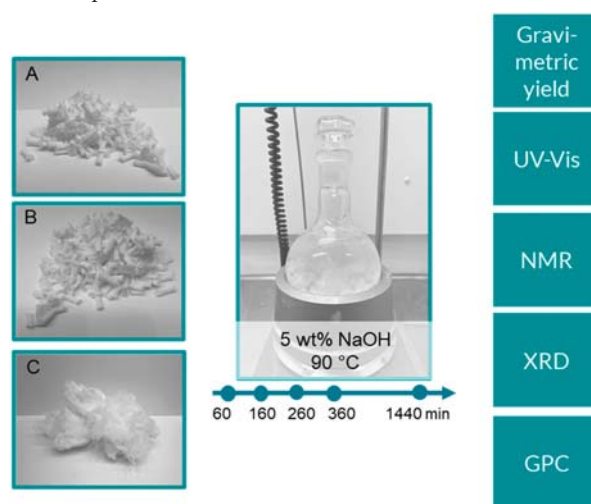 A
B
C
5 wt% NaOH
90 °C
60 160 260 360 1440 min
Gravi-
metric
yield
UV-Vis
NMR
XRD
GPC